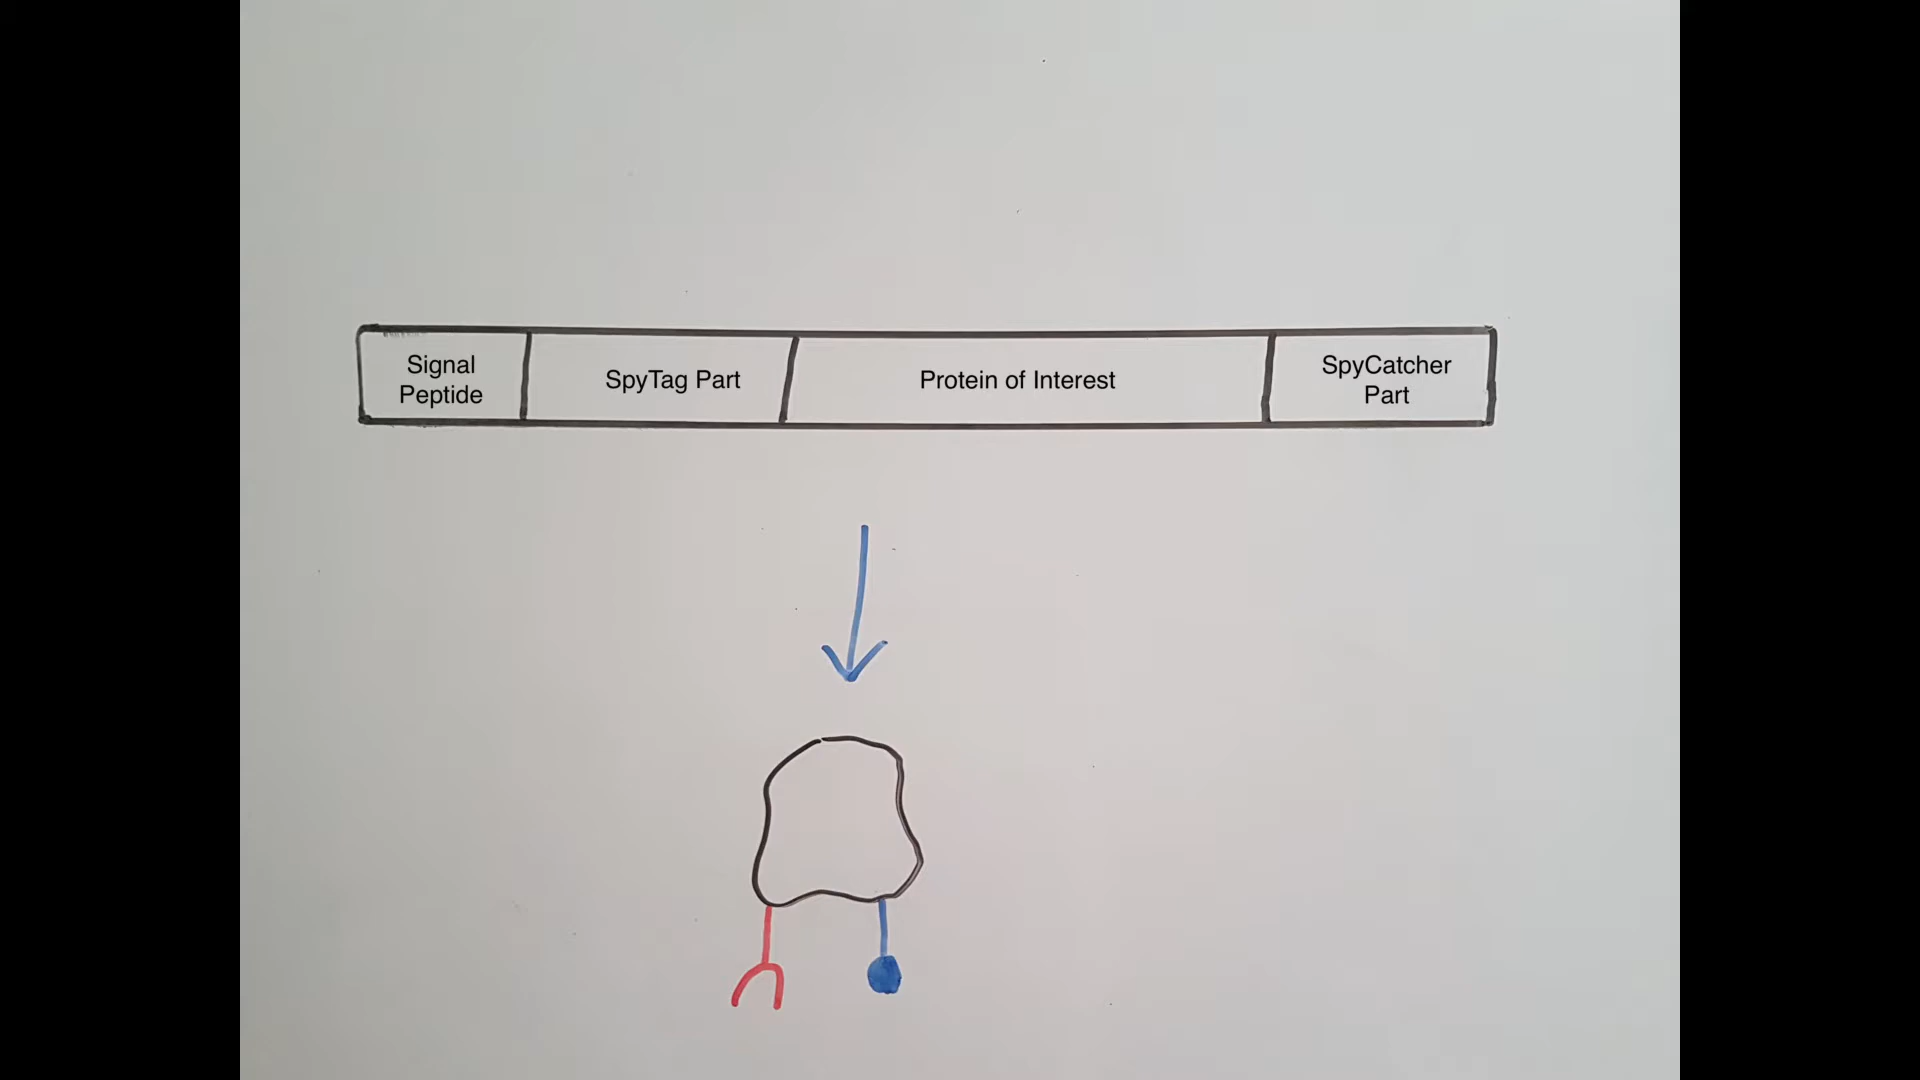 Signal
Peptide
SpyTag Part
Protein of Interest
SpyCatcher
Part